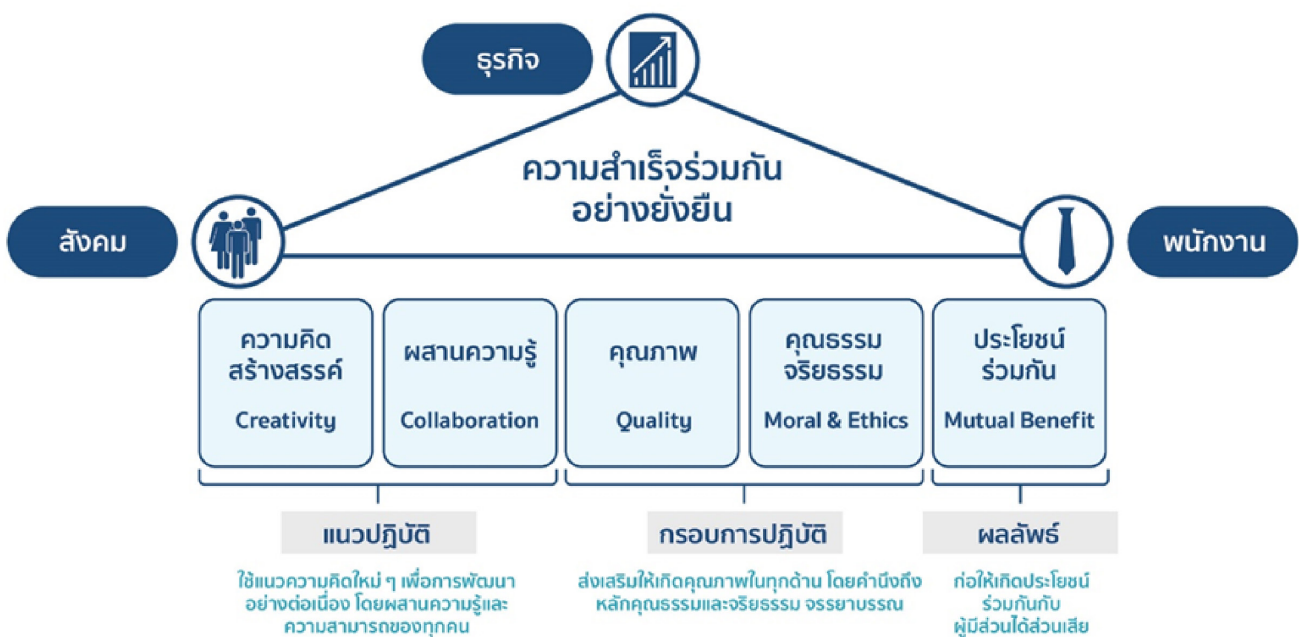 ธุรกิจ
ความสำเร็จร่วมกัน
อย่างยั่งยืน
สังคม
พนักงาน
ความคิด
สร้างสรรค์
Creativity
ผสานความรู้
Collaboration
คุณภาพ
Quality
คุณธรรม
จริยธรรม
Moral & Ethics
ประโยชน์
ร่วมกัน
Mutual Benefit
แนวปฏิบัติ
ใช้แนวความคิดใหม่ ๆ เพื่อการพัฒนา
อย่างต่อเนื่อง โดยผสานความรู้และ
ความสามารถของทุกคน
กรอบการปฏิบัติ
ส่งเสริมให้เกิดคุณภาพในทุกด้าน โดยคำนึงถึง
หลักคุณธรรมและจริยธรรม จรรยาบรรณ
ผลลัพธ์
ก่อให้เกิดประโยชน์
ร่วมกันกับ
ผู้มีส่วนได้ส่วนเสีย